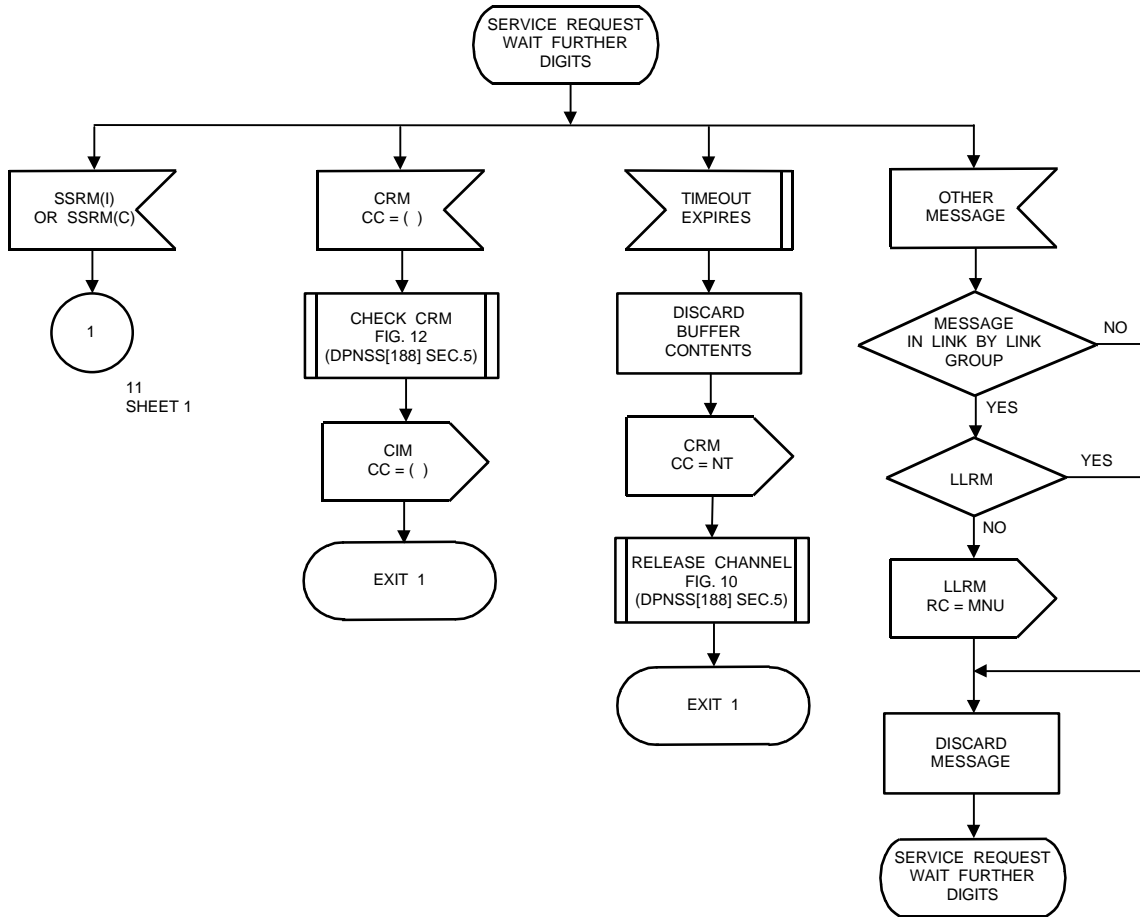 SERVICE REQUEST
WAIT FURTHER
DIGITS
SSRM(I)
OR SSRM(C)
1
11
SHEET 1
CRM
CC = ( )
CHECK CRM
FIG. 12
(DPNSS[188] SEC.5)
CIM
CC = ( )
EXIT 1
TIMEOUT
EXPIRES
DISCARD
BUFFER
CONTENTS
CRM
CC = NT
RELEASE CHANNEL
FIG. 10
(DPNSS[188] SEC.5)
EXIT 1
OTHER
MESSAGE
MESSAGE
IN LINK BY LINK
GROUP
NO
YES
LLRM
YES
NO
LLRM
RC = MNU
DISCARD
MESSAGE
SERVICE REQUEST
WAIT FURTHER
DIGITS